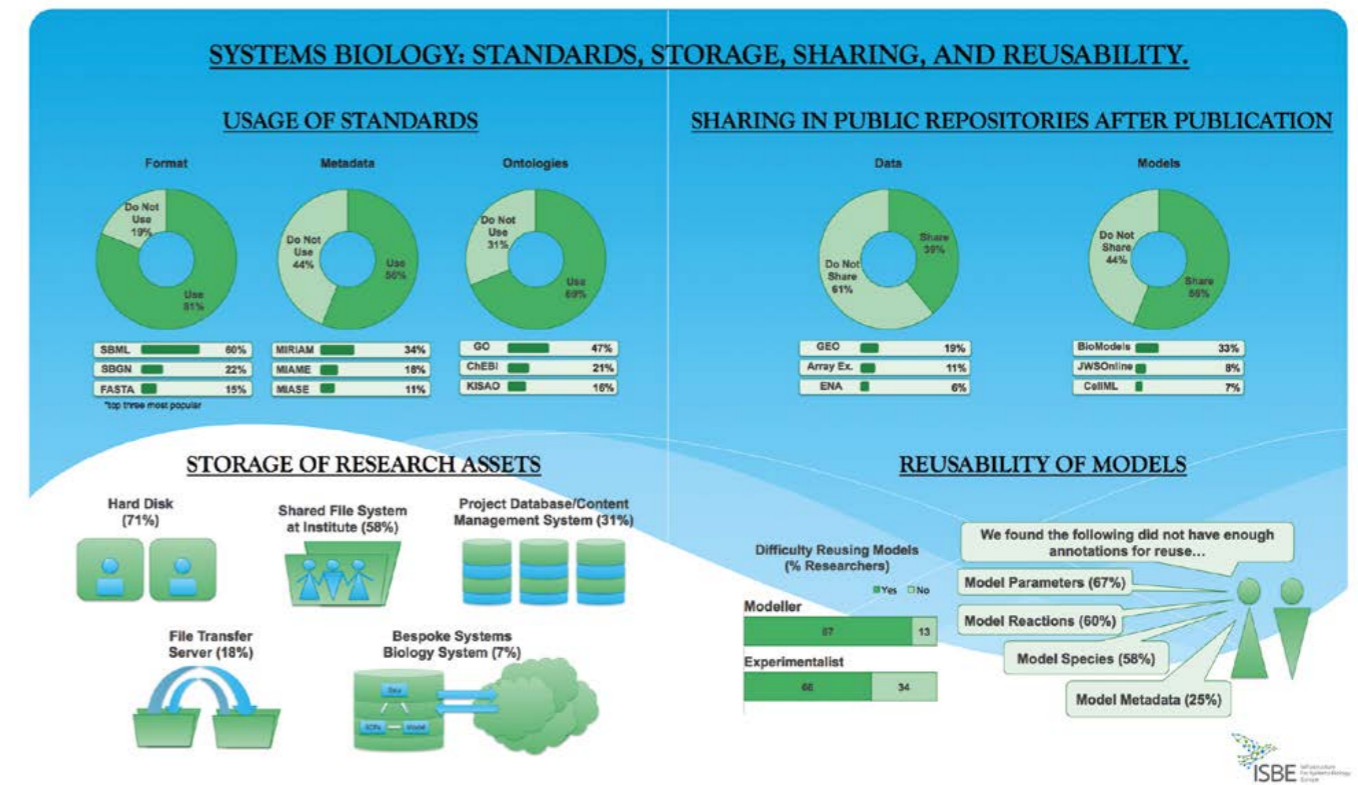 SYSTEMS BIOLOGY: STANDARDS, STORAGE, SHARING, AND REUSABILITY.
USAGE OF STANDARDS
Format
Do Not
Use
19%
Use
81%
SBML 60%
SBGN 22%
FASTA 15%
*top three most popular
Metadata
Do Not
Use
44%
Use
56%
MIRIAM 34%
MIAME 16%
MIASE 11%
Ontologies
Do Not
Use
31%
Use
69%
GO 47%
ChEBI 21%
KISAO 16%
SHARING IN PUBLIC REPOSITORIES AFTER PUBLICATION
Data
Share
39%
Do Not
Share
61%
GEO 19%
Array Ex. 11%
ENA 6%
Models
Do Not
Share
44%
Share
56%
BioModels 33%
JWSOnline 8%
CellML 7%
STORAGE OF RESEARCH ASSETS
Hard Disk
(71%)
Shared File System
at Institute (58%)
Project Database/Content
Management System (31%)
File Transfer
Server (18%)
Bespoke Systems
Biology System (7%)
Model
REUSABILITY OF MODELS
Difficulty Reusing Models
(% Researchers)
Yes No
Modeller
87 13
Experimentalist
66 34
We found the following did not have enough
annotations for reuse...
Model Parameters (67%)
Model Reactions (60%)
Model Species (58%)
Model Metadata (25%)
ISBE
Infrastructure
For Systems Biology
Europe